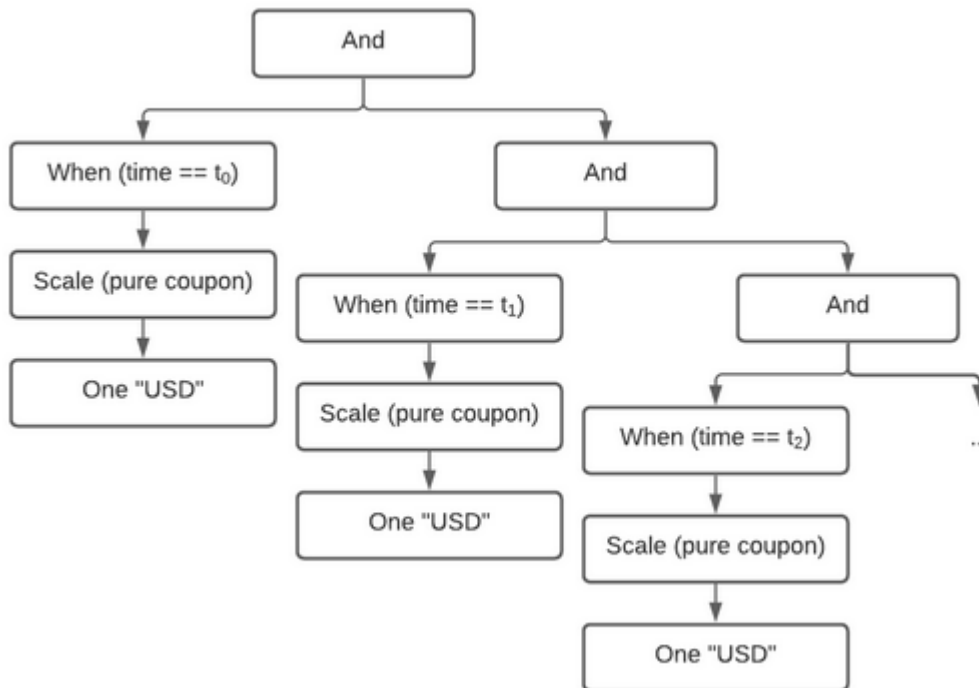 And
When (time == t₀)
And
Scale (pure coupon)
When (time == t₁)
And
One "USD"
Scale (pure coupon)
When (time == t₂)
..
One "USD"
Scale (pure coupon)
One "USD"